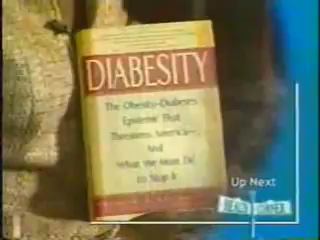 DIABESITY
The Obesity-Diabetes
Epidemic That
Threatens America—
And
What We Must Do
to Stop It
Up Next